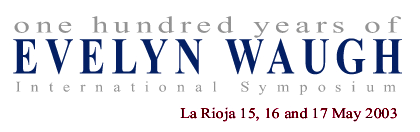 one hundred years of
EVELYN WAUGH
International Symposium
La Rioja 15, 16 and 17 May 2003